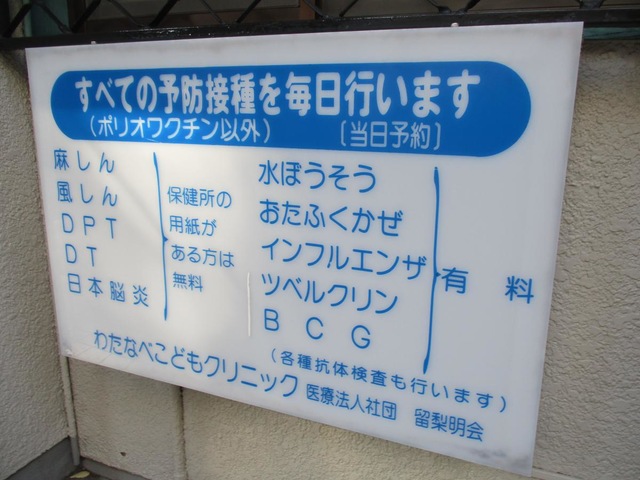 すべての予防接種を毎日行います
（ポリオワクチン以外） 〔当日予約〕
麻しん
風しん
DPT
DT
日本脳炎
保健所の
用紙が
ある方は
無料
水ぼうそう
おたふくかぜ
インフルエンザ
ツベルクリン
BCG
有料
（各種抗体検査も行います）
わたなべこどもクリニック 医療法人社団 留梨明会